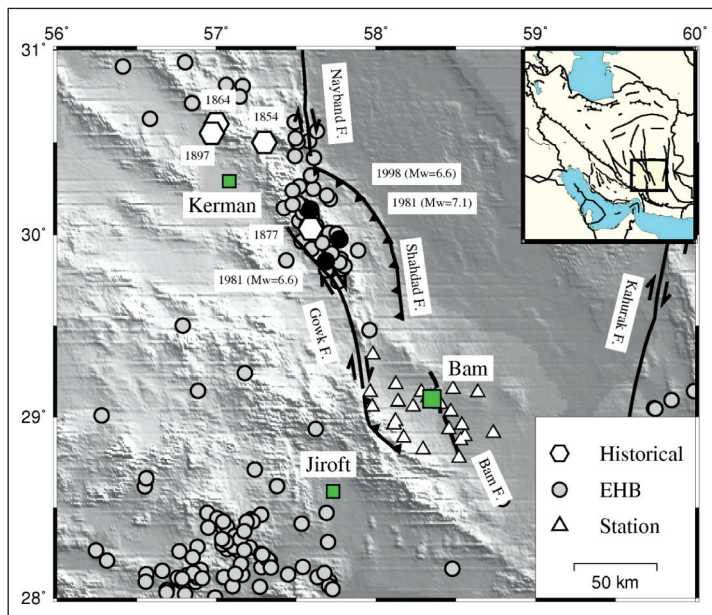 56° 57° 58° 59° 60°
31°
30°
29°
28°
1864
1854
1897
Kerman
Nayband F.
1998 (Mw=6.6)
1981 (Mw=7.1)
1877
1981 (Mw=6.6)
Shahdad F.
Gowk F.
Kahurak F.
Bam
Jiroft
Bam F.
Historical
EHB
Station
50 km